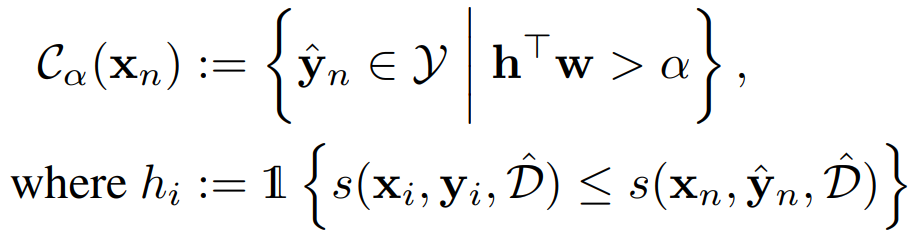 𝒞_α(𝐱_n) := { ŷ_n ∈ 𝒴 | 𝐡^⊤𝐰 > α } ,
where h_i := 𝟙 { s(𝐱_i, 𝐲_i, 𝒟̂) ≤ s(𝐱_n, ŷ_n, 𝒟̂) }